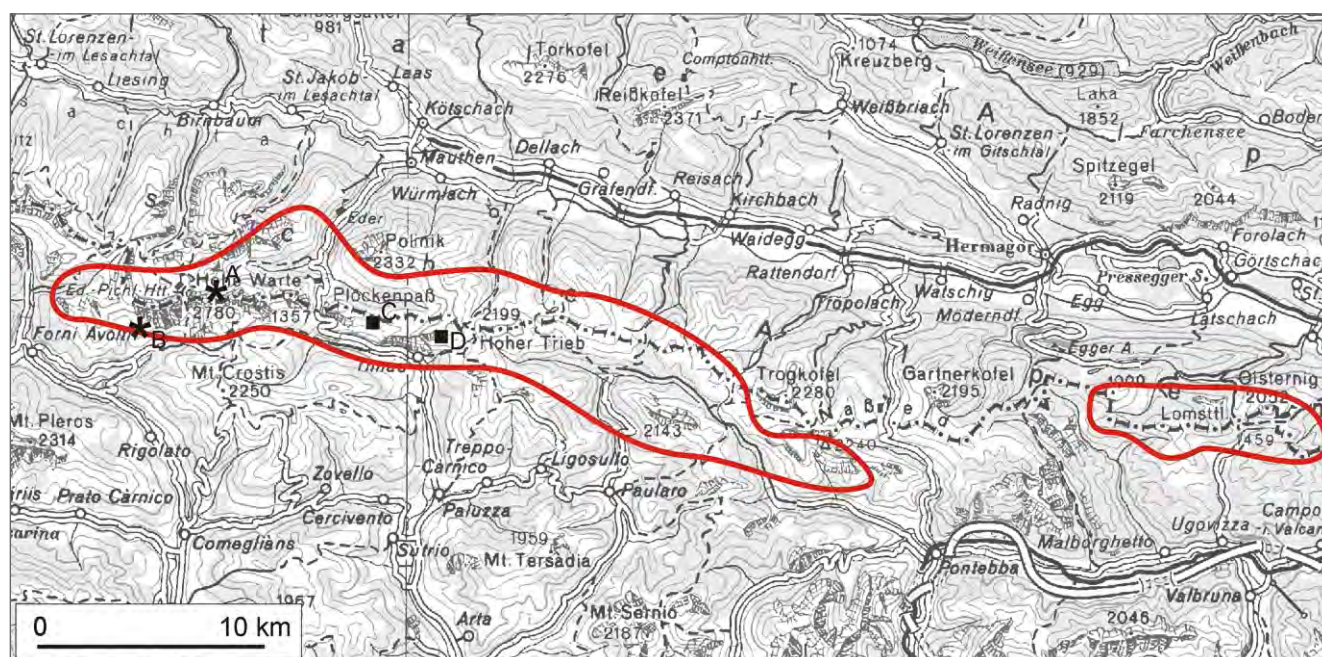 St. Lorenzen-
im Lesachtal
Liesing
Birnbaum
981
St. Jakob
im Lesachtal
Laas
Kötschach
Mauthen
Würmlach
Dellach
Torkofel
2276
Reißkofel
2371
Comptonhtt.
1074
Kreuzberg
Weißensee (929)
Weißenbach
Laka
1852
Farchensee
Weißbriach
St. Lorenzen-
im Gitschtal
Spitzegel
2119
2044
Grafendf.
Reisach
Kirchbach
Waidegg
Radnig
Hermagor
Förolach
Görtschach
Rattendorf
Tröpolach
Watschig
Möderndf.
Pressegger S.
Egg
Latschach
Egger A.
Eder
Polinik
2332
Ed.-Pichl-Htt.
A
Warte
2780
1357
Plöckenpaß
C
2199
D
Hoher Trieb
Forni Avoltri
B
Timau
Mt. Crostis
2250
Trogkofel
2280
Gartnerkofel
2195
Oisternig
2052
Lomsttl.
1459
Mt. Pleros
2314
Rigolato
2143
Zovello
Treppo-
Carnico
Ligosullo
Paularo
Prato Carnico
Cercivento
Paluzza
Comeglians
Sutrio
1959
Mt. Tersadia
Arta
Mt. Sernio
2187
Pontebba
Malborghetto
Ugovizza
Valbruna
2046
0 10 km